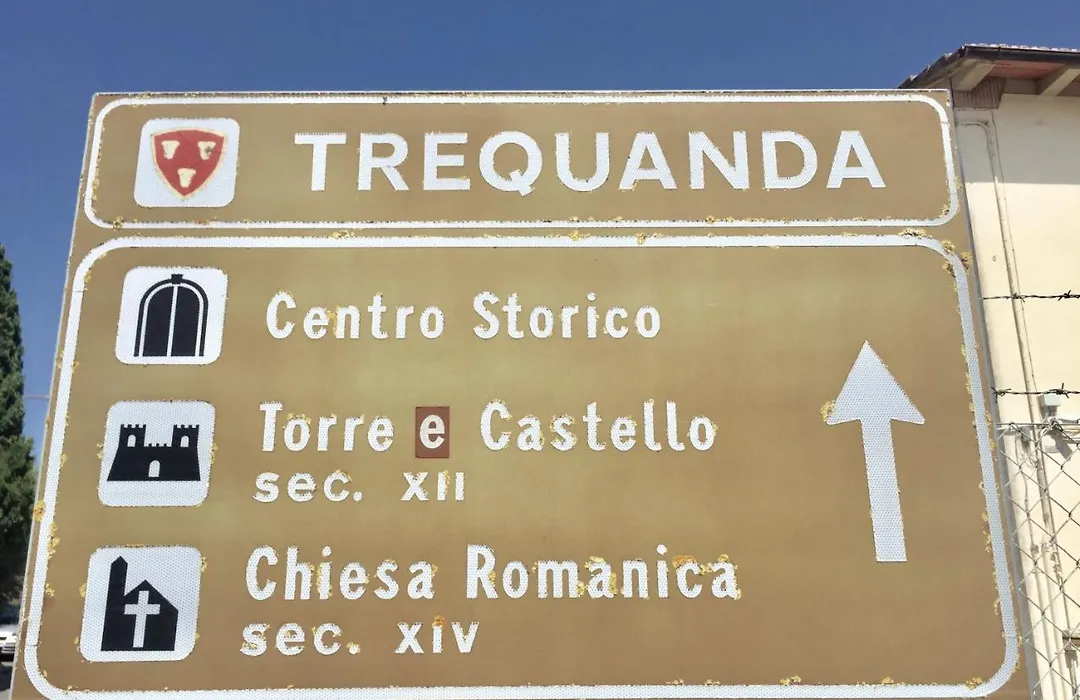 TREQUANDA
Centro Storico
Torre e Castello
sec. XII
Chiesa Romanica
sec. XIV